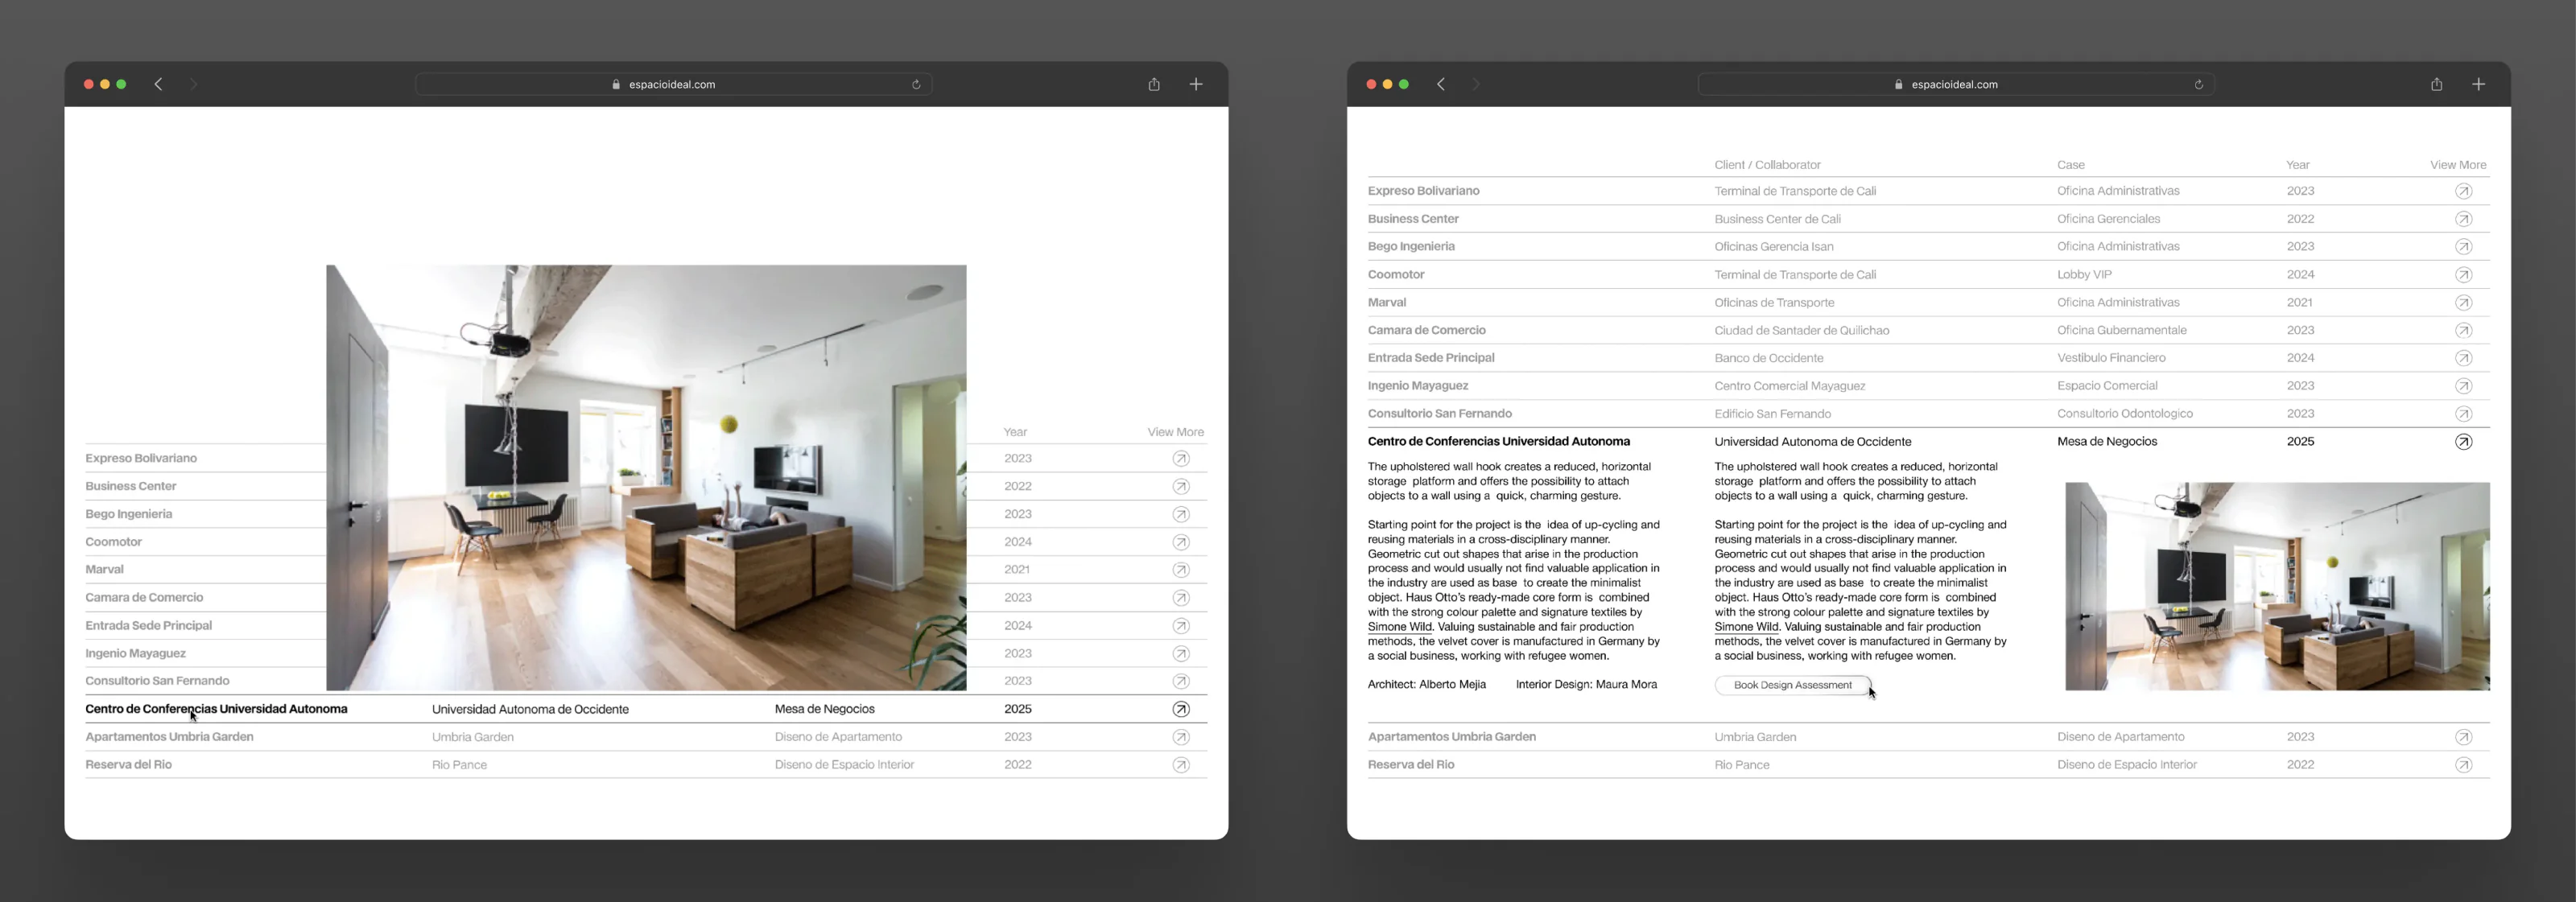 espacioideal.com
Year View More
Expreso Bolivariano 2023
Business Center 2022
Bego Ingenieria 2023
Coomotor 2024
Marval 2021
Camara de Comercio 2023
Entrada Sede Principal 2024
Ingenio Mayaguez 2023
Consultorio San Fernando 2023
Centro de Conferencias Universidad Autonoma Universidad Autonoma de Occidente Mesa de Negocios 2025
Apartamentos Umbria Garden Umbria Garden Diseno de Apartamento 2023
Reserva del Rio Rio Pance Diseno de Espacio Interior 2022
espacioideal.com
Client / Collaborator Case Year View More
Expreso Bolivariano Terminal de Transporte de Cali Oficina Administrativas 2023
Business Center Business Center de Cali Oficina Gerenciales 2022
Bego Ingenieria Oficinas Gerencia Isan Oficina Administrativas 2023
Coomotor Terminal de Transporte de Cali Lobby VIP 2024
Marval Oficinas de Transporte Oficina Administrativas 2021
Camara de Comercio Ciudad de Santader de Quilichao Oficina Gubernamentale 2023
Entrada Sede Principal Banco de Occidente Vestibulo Financiero 2024
Ingenio Mayaguez Centro Comercial Mayaguez Espacio Comercial 2023
Consultorio San Fernando Edificio San Fernando Consultorio Odontologico 2023
Centro de Conferencias Universidad Autonoma Universidad Autonoma de Occidente Mesa de Negocios 2025
The upholstered wall hook creates a reduced, horizontal
storage platform and offers the possibility to attach
objects to a wall using a quick, charming gesture.
Starting point for the project is the idea of up-cycling and
reusing materials in a cross-disciplinary manner.
Geometric cut out shapes that arise in the production
process and would usually not find valuable application in
the industry are used as base to create the minimalist
object. Haus Otto's ready-made core form is combined
with the strong colour palette and signature textiles by
Simone Wild. Valuing sustainable and fair production
methods, the velvet cover is manufactured in Germany by
a social business, working with refugee women.
Architect: Alberto Mejia Interior Design: Maura Mora
The upholstered wall hook creates a reduced, horizontal
storage platform and offers the possibility to attach
objects to a wall using a quick, charming gesture.
Starting point for the project is the idea of up-cycling and
reusing materials in a cross-disciplinary manner.
Geometric cut out shapes that arise in the production
process and would usually not find valuable application in
the industry are used as base to create the minimalist
object. Haus Otto's ready-made core form is combined
with the strong colour palette and signature textiles by
Simone Wild. Valuing sustainable and fair production
methods, the velvet cover is manufactured in Germany by
a social business, working with refugee women.
Book Design Assessment
Apartamentos Umbria Garden Umbria Garden Diseno de Apartamento 2023
Reserva del Rio Rio Pance Diseno de Espacio Interior 2022